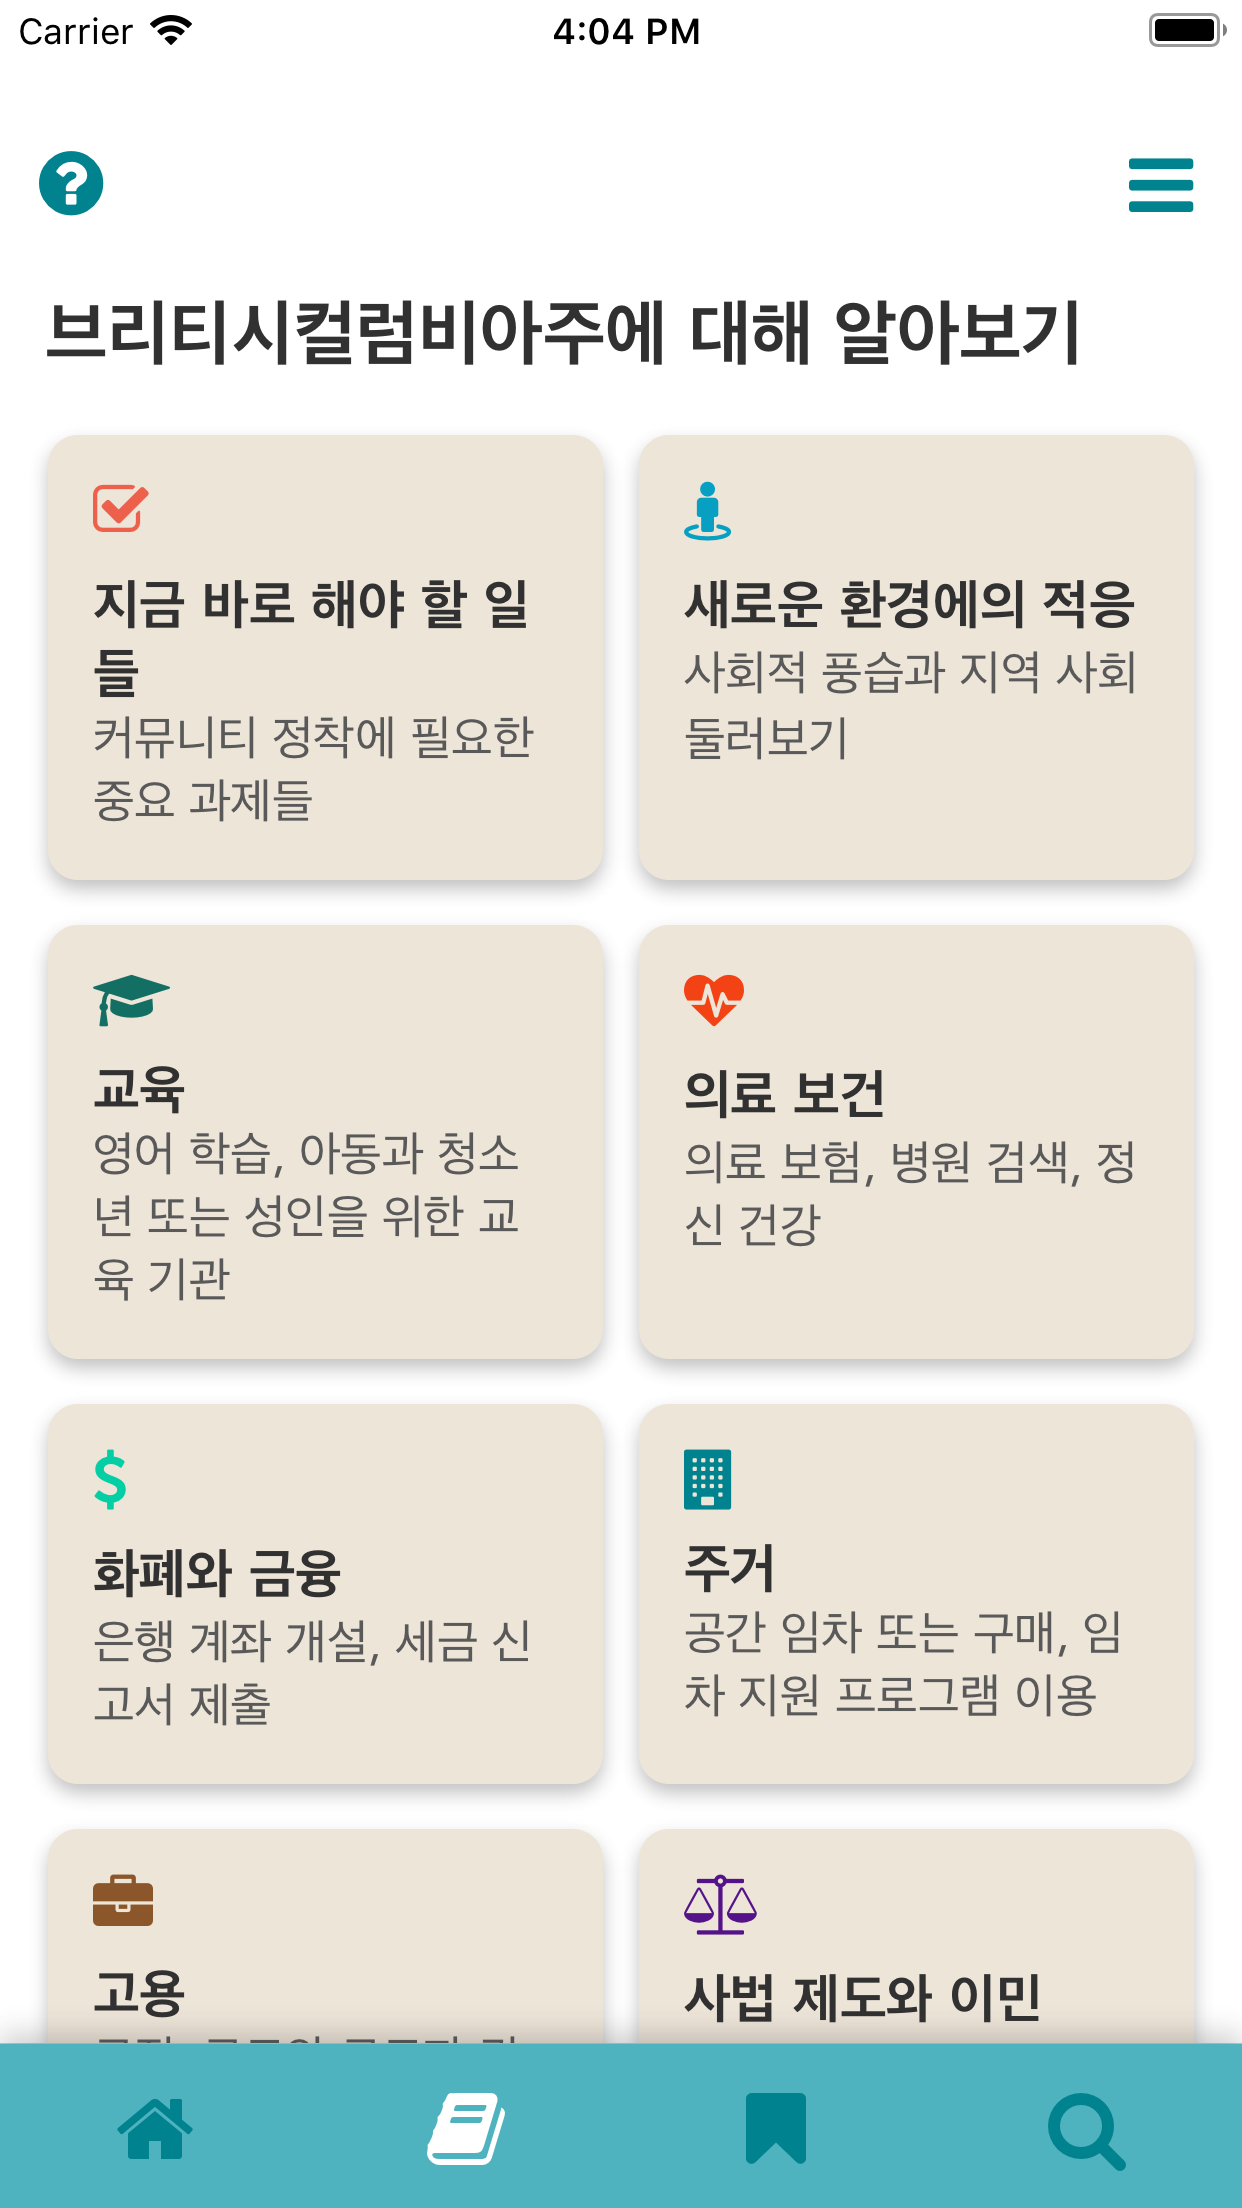 Carrier 4:04 PM
브리티시컬럼비아주에 대해 알아보기
지금 바로 해야 할 일
들
커뮤니티 정착에 필요한
중요 과제들
새로운 환경에의 적응
사회적 풍습과 지역 사회
둘러보기
교육
영어 학습, 아동과 청소
년 또는 성인을 위한 교
육 기관
의료 보건
의료 보험, 병원 검색, 정
신 건강
화폐와 금융
은행 계좌 개설, 세금 신
고서 제출
주거
공간 임차 또는 구매, 임
차 지원 프로그램 이용
고용
사법 제도와 이민